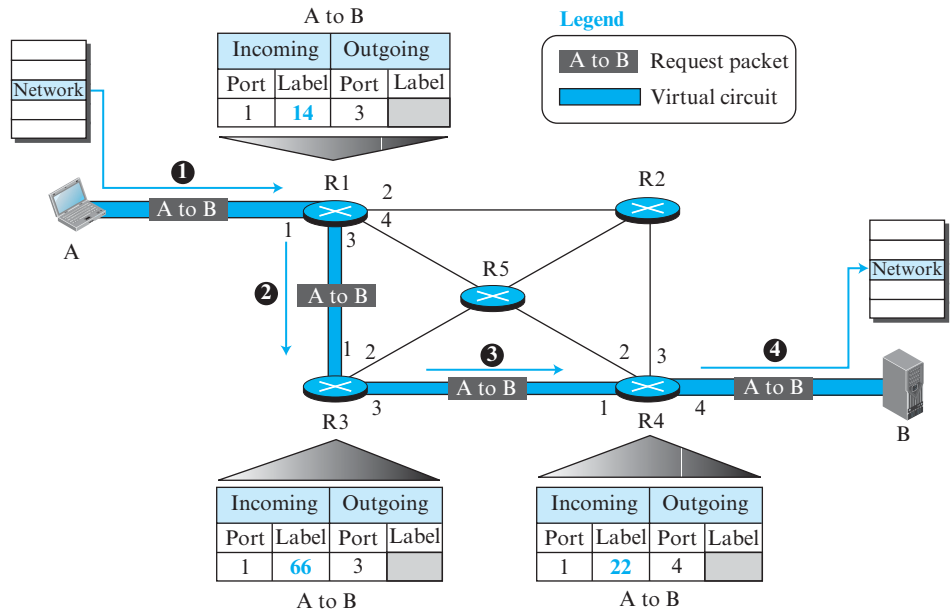 A to B
Incoming Outgoing
Port Label Port Label
1 14 3
Legend
A to B Request packet
Virtual circuit
Network
1
A to B
A
1
R1
2
4
3
R2
2
A to B
R5
Network
1
2
R3
3
3
A to B
2
3
1
R4
4
4
A to B
B
Incoming Outgoing
Port Label Port Label
1 66 3
A to B
Incoming Outgoing
Port Label Port Label
1 22 4
A to B